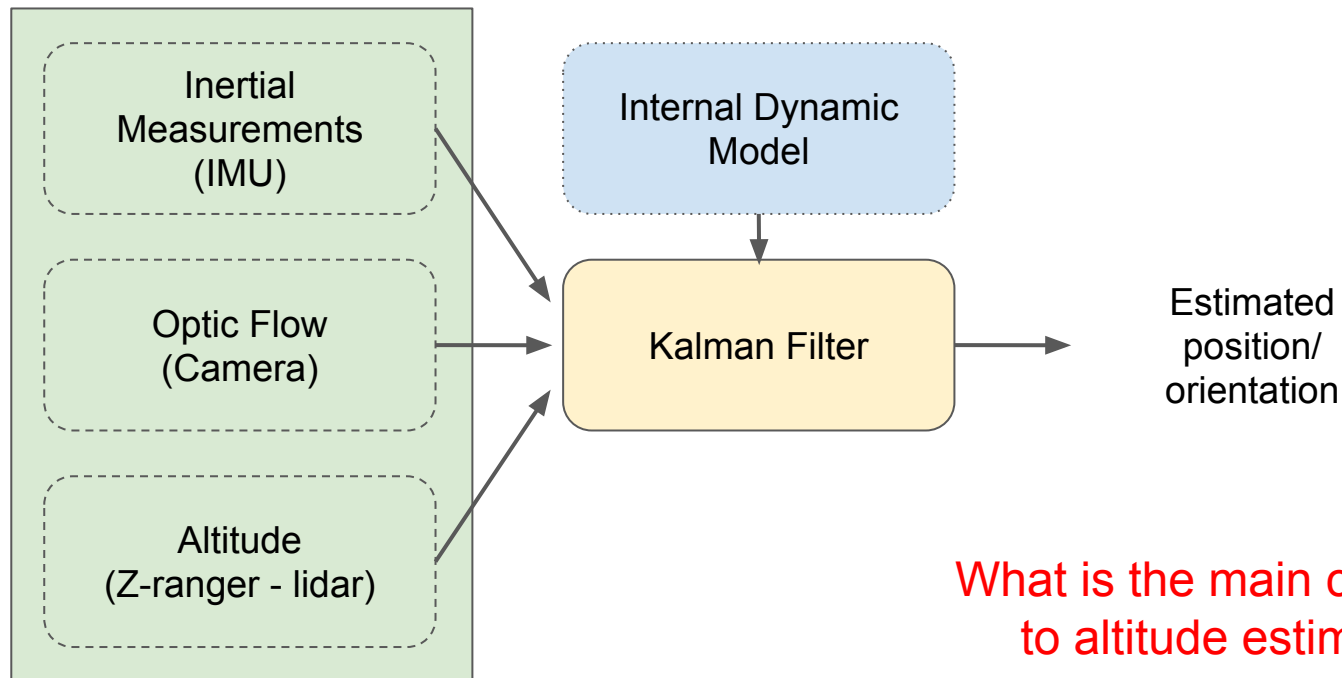 Inertial
Measurements
(IMU)
Internal Dynamic
Model
Optic Flow
(Camera)
Kalman Filter
Estimated
position/
orientation
Altitude
(Z-ranger - lidar)
What is the main
to altitude